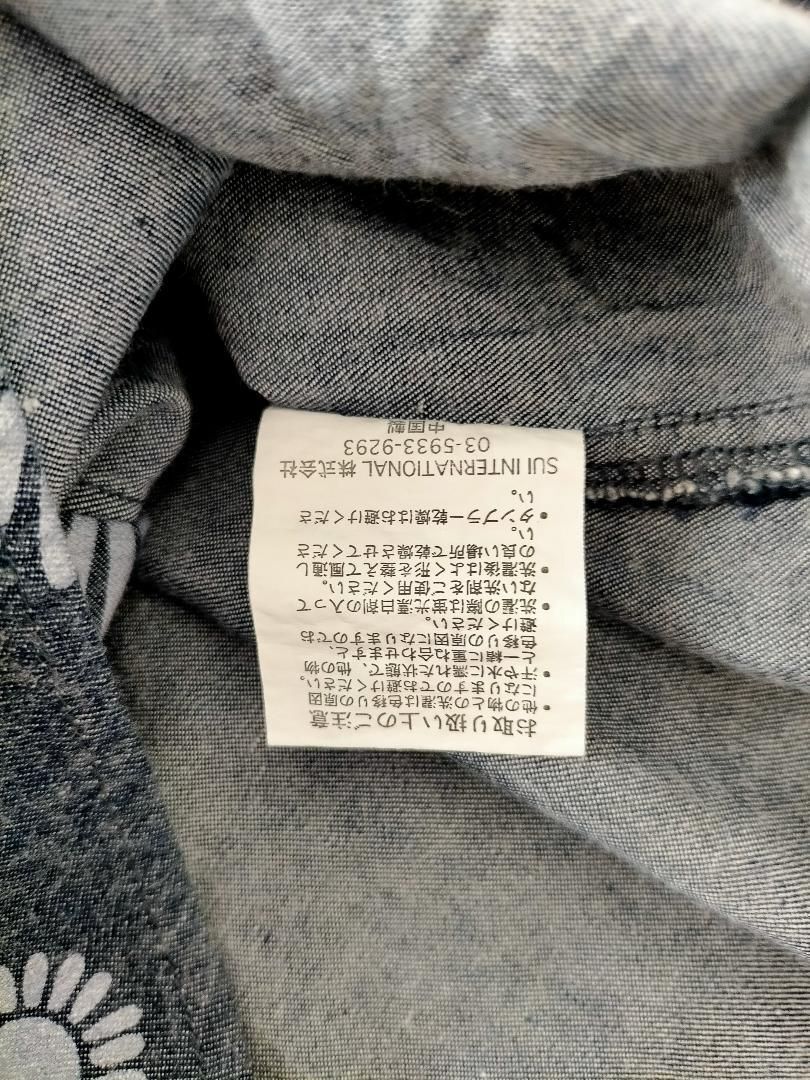 お取り扱い上のご注意
• 他の物との洗濯は色移りの原因
になりますのでお避けください。
• 汗や水に濡れた状態で、他の物
と一緒に重ね合わせますと、
色移りの原因になりますのでお
避けください。
• 洗濯の際は蛍光漂白剤の入って
ない洗剤をご使用ください。
• 洗濯後はよく形を整えて風通し
の良い場所で乾燥させてくださ
い。
• タンブラー乾燥はお避けくださ
い。
SUI INTERNATIONAL 株式会社
03-5933-9293
中国製